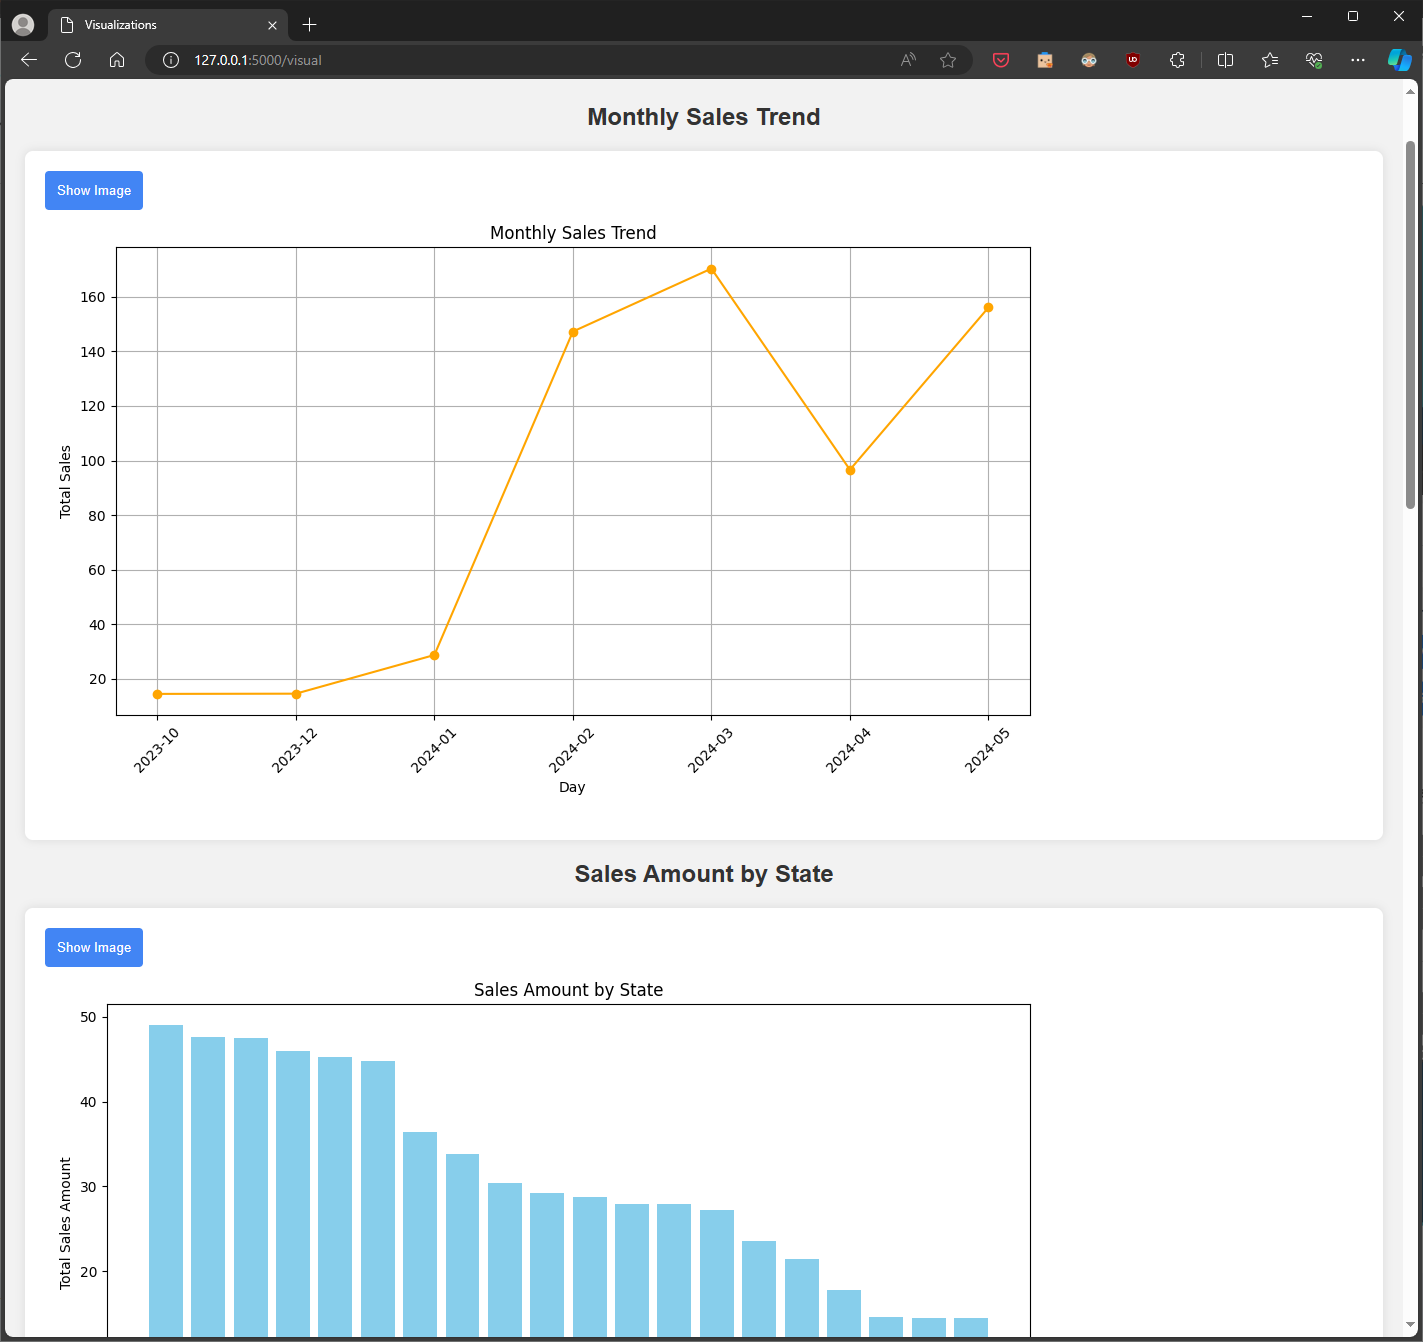 Visualizations
127.0.0.1:5000/visual
UD
Monthly Sales Trend
Show Image
Monthly Sales Trend
160
140
120
100
80
60
40
20
Total Sales
2023-10 2023-12 2024-01 2024-02 2024-03 2024-04 2024-05
Day
Sales Amount by State
Show Image
Sales Amount by State
50
40
30
20
Total Sales Amount